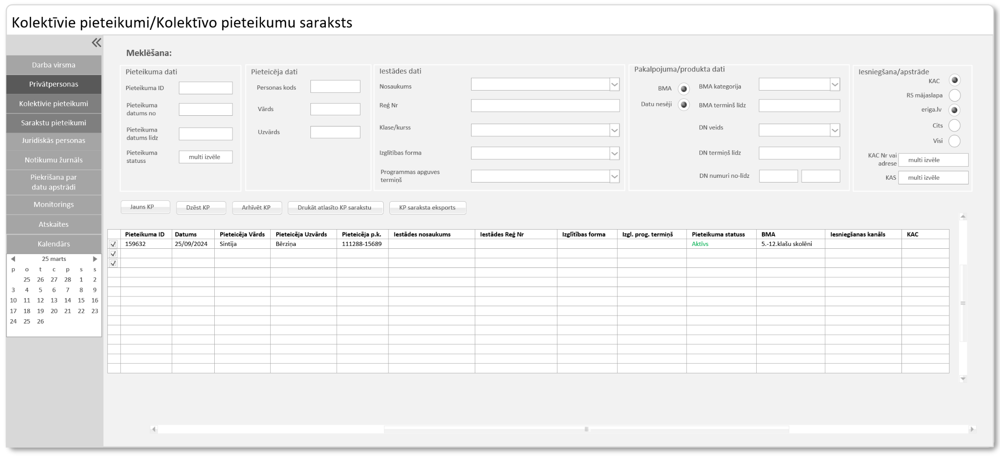 Kolektīvie pieteikumi/Kolektīvo pieteikumu saraksts
Darba virsma
Privātpersonas
Kolektīvie pieteikumi
Sarakstu pieteikumi
Juridiskās personas
Notikumu žurnāls
Piekrišana par
datu apstrādi
Monitorings
Atskaites
Kalendārs
25 marts
p o t c p s s
25 26 27 28 1 2
3 4 5 6 7 8 9
10 11 12 13 14 15 16
17 18 19 20 21 22 23
24 25 26
Meklēšana:
Pieteikuma dati
Pieteikuma ID
Pieteikuma
datums no
Pieteikuma
datums līdz
Pieteikuma
statuss
multi izvēle
Pieteicēja dati
Personas kods
Vārds
Uzvārds
Iestādes dati
Nosaukums
Reģ Nr
Klase/kurss
Izglītības forma
Programmas apguves
termiņš
Pakalpojuma/produkta dati
BMA
Datu nesēji
BMA kategorija
BMA terminš līdz
DN veids
DN termiņš līdz
DN numuri no-līdz
Iesniegšana/apstrāde
KAC
RS mājaslapa
eriga.lv
Cits
Visi
KAC Nr vai
adrese
multi izvēle
KAS multi izvēle
Jauns KP Dzēst KP Arhīvēt KP Drukāt atlasīto KP sarakstu KP saraksta eksports
Pieteikuma ID Datums Pieteicēja Vārds Pieteicēja Uzvārds Pieteicēja p.k. Iestādes nosaukums Iestādes Reģ Nr Izglītības forma Izgl. prog. termiņš Pieteikuma statuss BMA Iesniegšanas kanāls KAC
159632 25/09/2024 Sintija Bērziņa 111288-15689 Aktīvs 5.-12.klašu skolēni